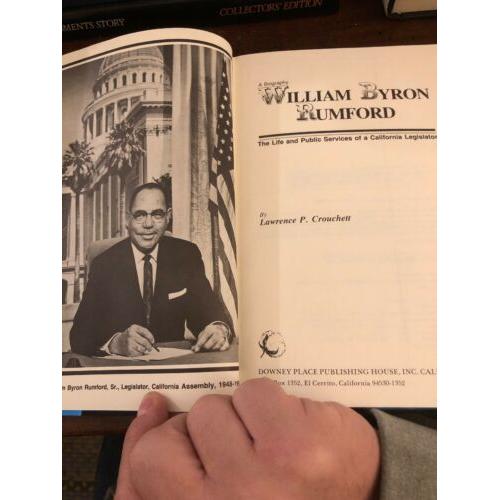 MENTS STORY
COLLECTORS' EDITION
A Biography
WILLIAM BYRON
RUMFORD
The Life and Public Services of a California Legislator
By
Lawrence P. Crouchett
DOWNEY PLACE PUBLISHING HOUSE, INC. CAL
Box 1352, El Cerrito, California 94530-1352
m Byron Rumford, Sr., Legislator, California Assembly, 1948-19